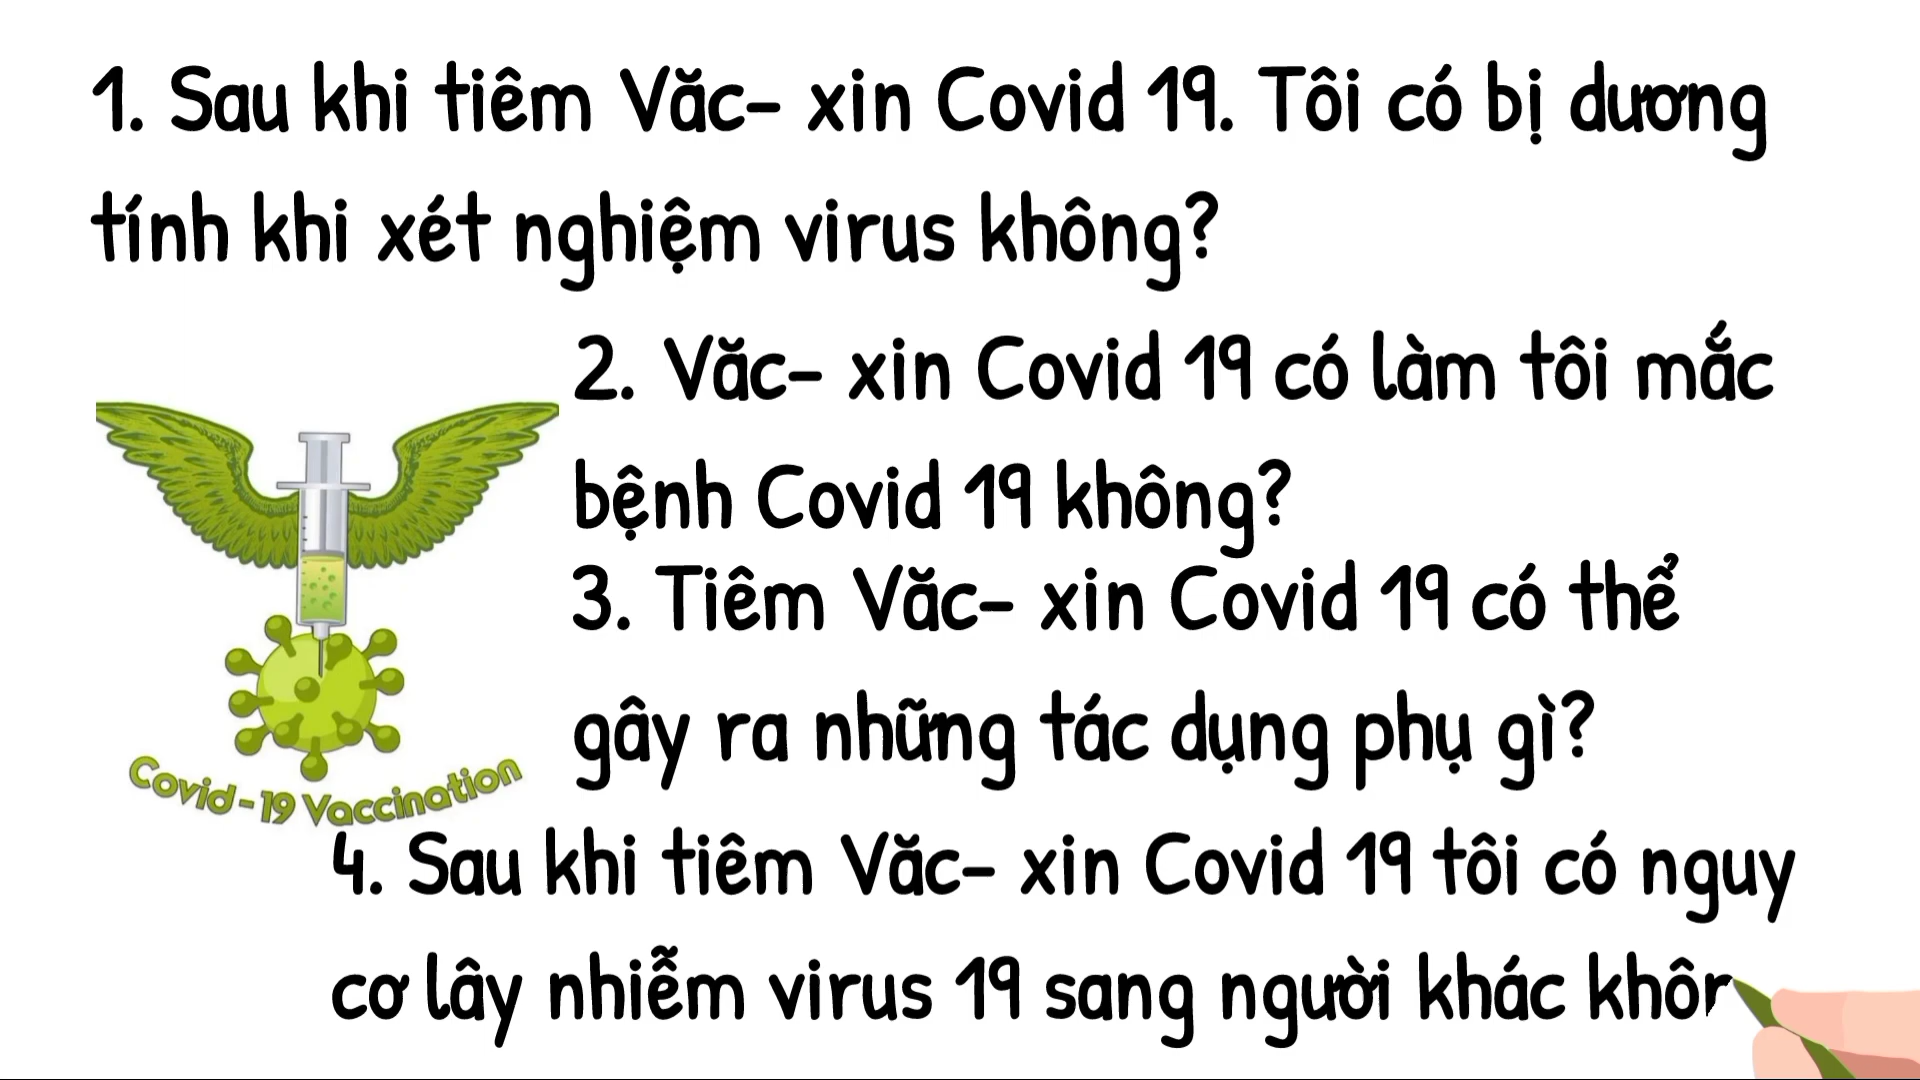 1. Sau khi tiêm Văc- xin Covid 19. Tôi có bị dương
tính khi xét nghiệm virus không?
2. Văc- xin Covid 19 có làm tôi mắc
bệnh Covid 19 không?
3. Tiêm Văc- xin Covid 19 có thể
gây ra những tác dụng phụ gì?
Covid - 19 Vaccination
4. Sau khi tiêm Văc- xin Covid 19 tôi có nguy
cơ lây nhiễm virus 19 sang người khác